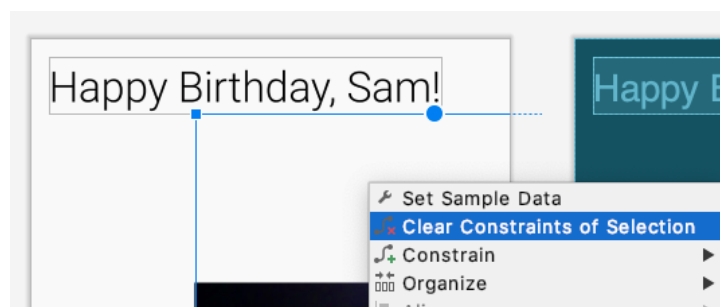 Happy Birthday, Sam!
Happy
Set Sample Data
Clear Constraints of Selection
Constrain
Organize